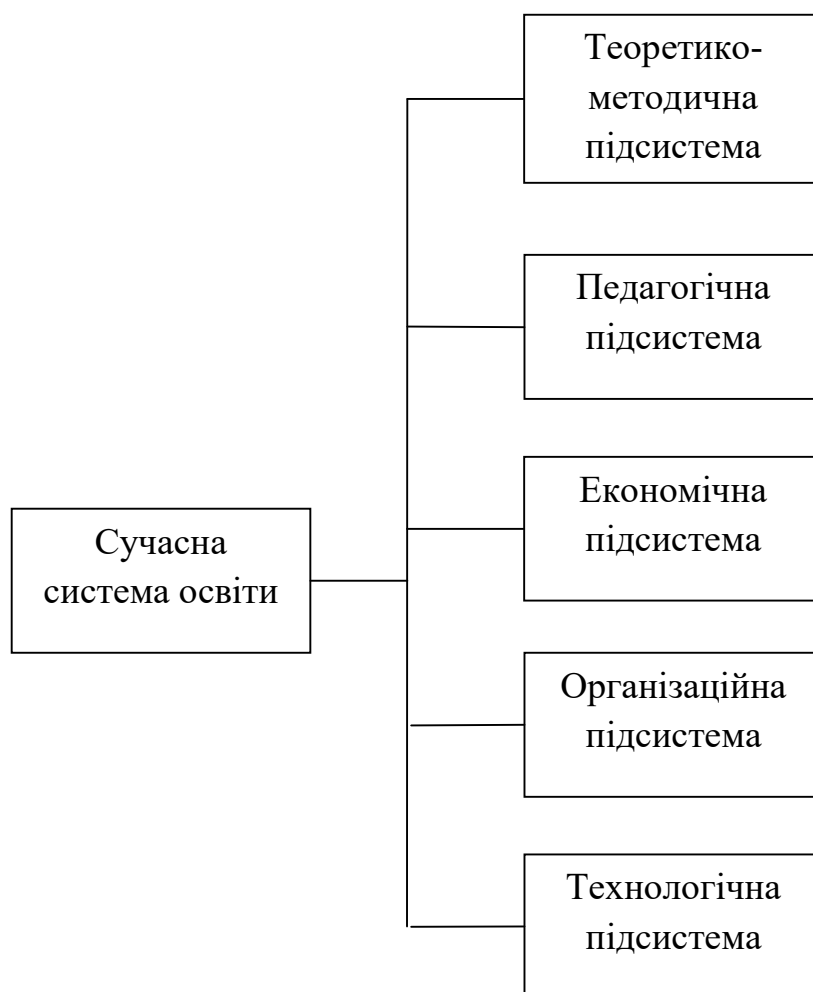 Теоретико-
методична
підсистема
Педагогічна
підсистема
Економічна
підсистема
Сучасна
система освіти
Організаційна
підсистема
Технологічна
підсистема